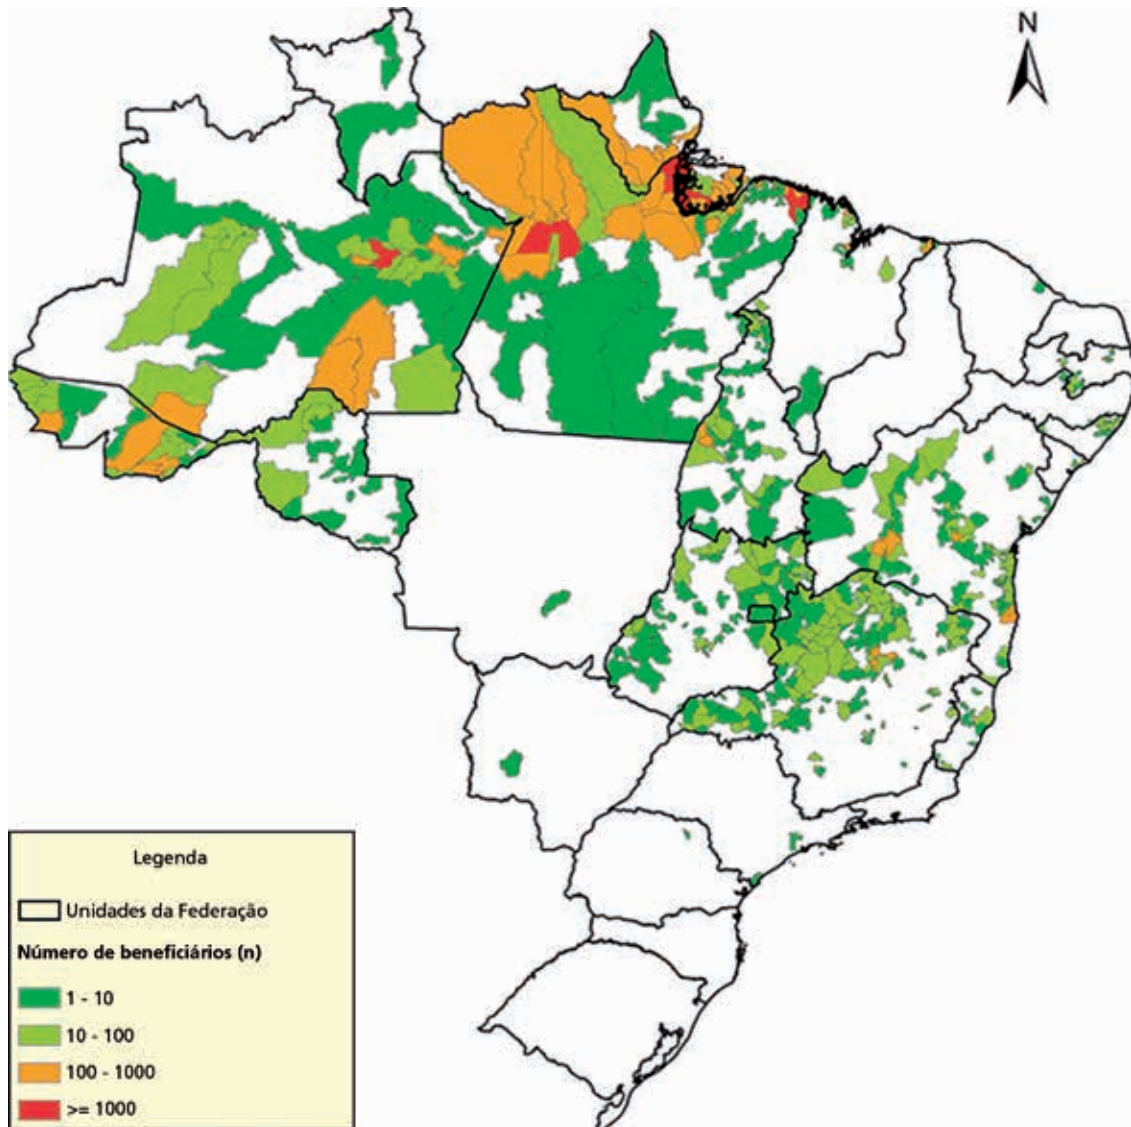 N
Legenda
Unidades da Federação
Número de beneficiários (n)
1 - 10
10 - 100
100 - 1000
>= 1000